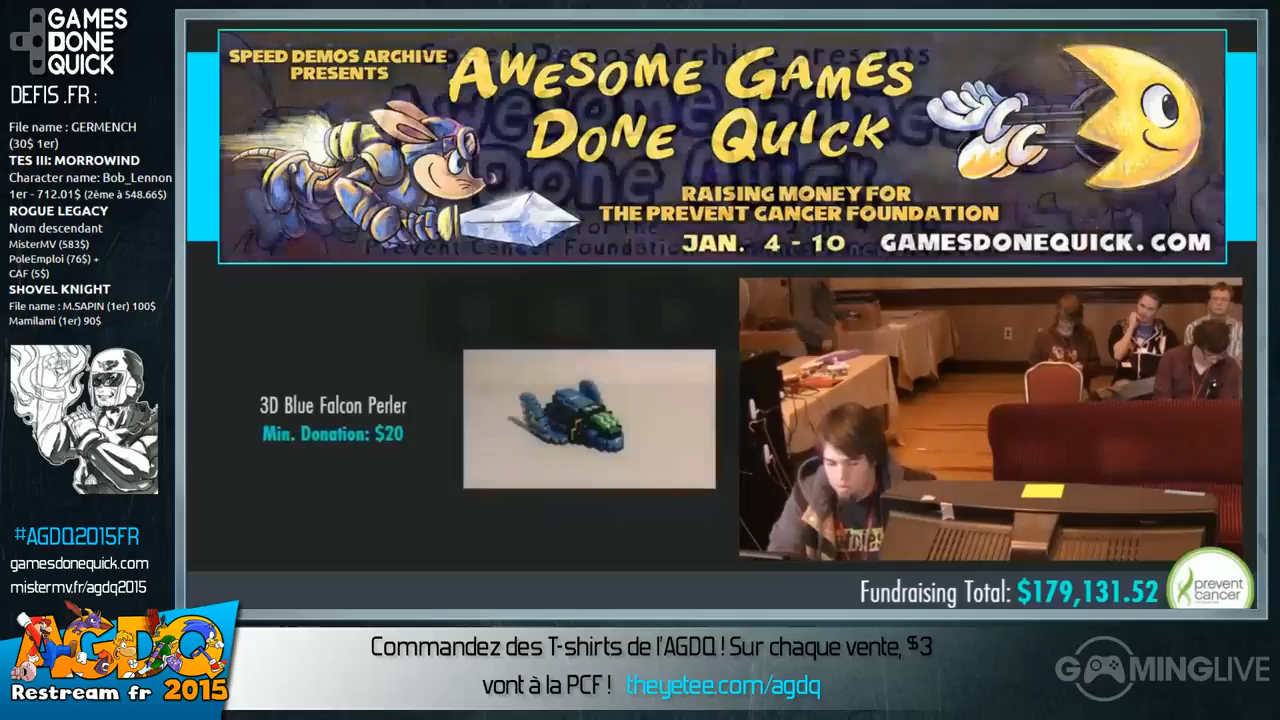 GAMES
DONE
QUICK
DEFIS .FR :
File name : GERMENCH
(30$ 1er)
TES III: MORROWIND
Character name: Bob_Lennon
1er - 712.01$ (2ème à 548.66$)
ROGUE LEGACY
Nom descendant
MisterMV (583$)
PoleEmploi (76$) +
CAF (5$)
SHOVEL KNIGHT
File name : M.SAPIN (1er) 100$
Mamilami (1er) 90$
#AGDQ2015FR
gamesdonequick.com
mistermv.fr/agdq2015
AGDQ
Restream fr 2015
SPEED DEMOS ARCHIVE
PRESENTS
AWESOME GAMES
DONE QUICK
RAISING MONEY FOR
THE PREVENT CANCER FOUNDATION
JAN. 4 - 10 GAMESDONEQUICK.COM
3D Blue Falcon Perler
Min. Donation: $20
Fundraising Total: $179,131.52
prevent
cancer
Commandez des T-shirts de l'AGDQ ! Sur chaque vente, $3
vont à la PCF ! theyetee.com/agdq
GAMINGLIVE